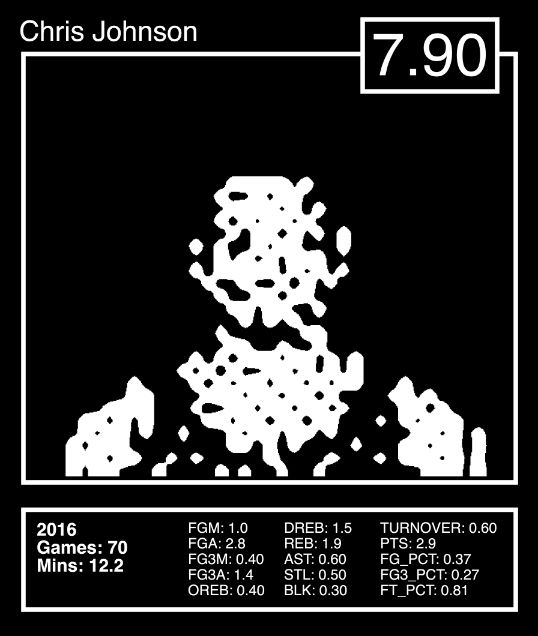 Chris Johnson
7.90
2016
Games: 70
Mins: 12.2
FGM: 1.0
FGA: 2.8
FG3M: 0.40
FG3A: 1.4
OREB: 0.40
DREB: 1.5
REB: 1.9
AST: 0.60
STL: 0.50
BLK: 0.30
TURNOVER: 0.60
PTS: 2.9
FG_PCT: 0.37
FG3_PCT: 0.27
FT_PCT: 0.81